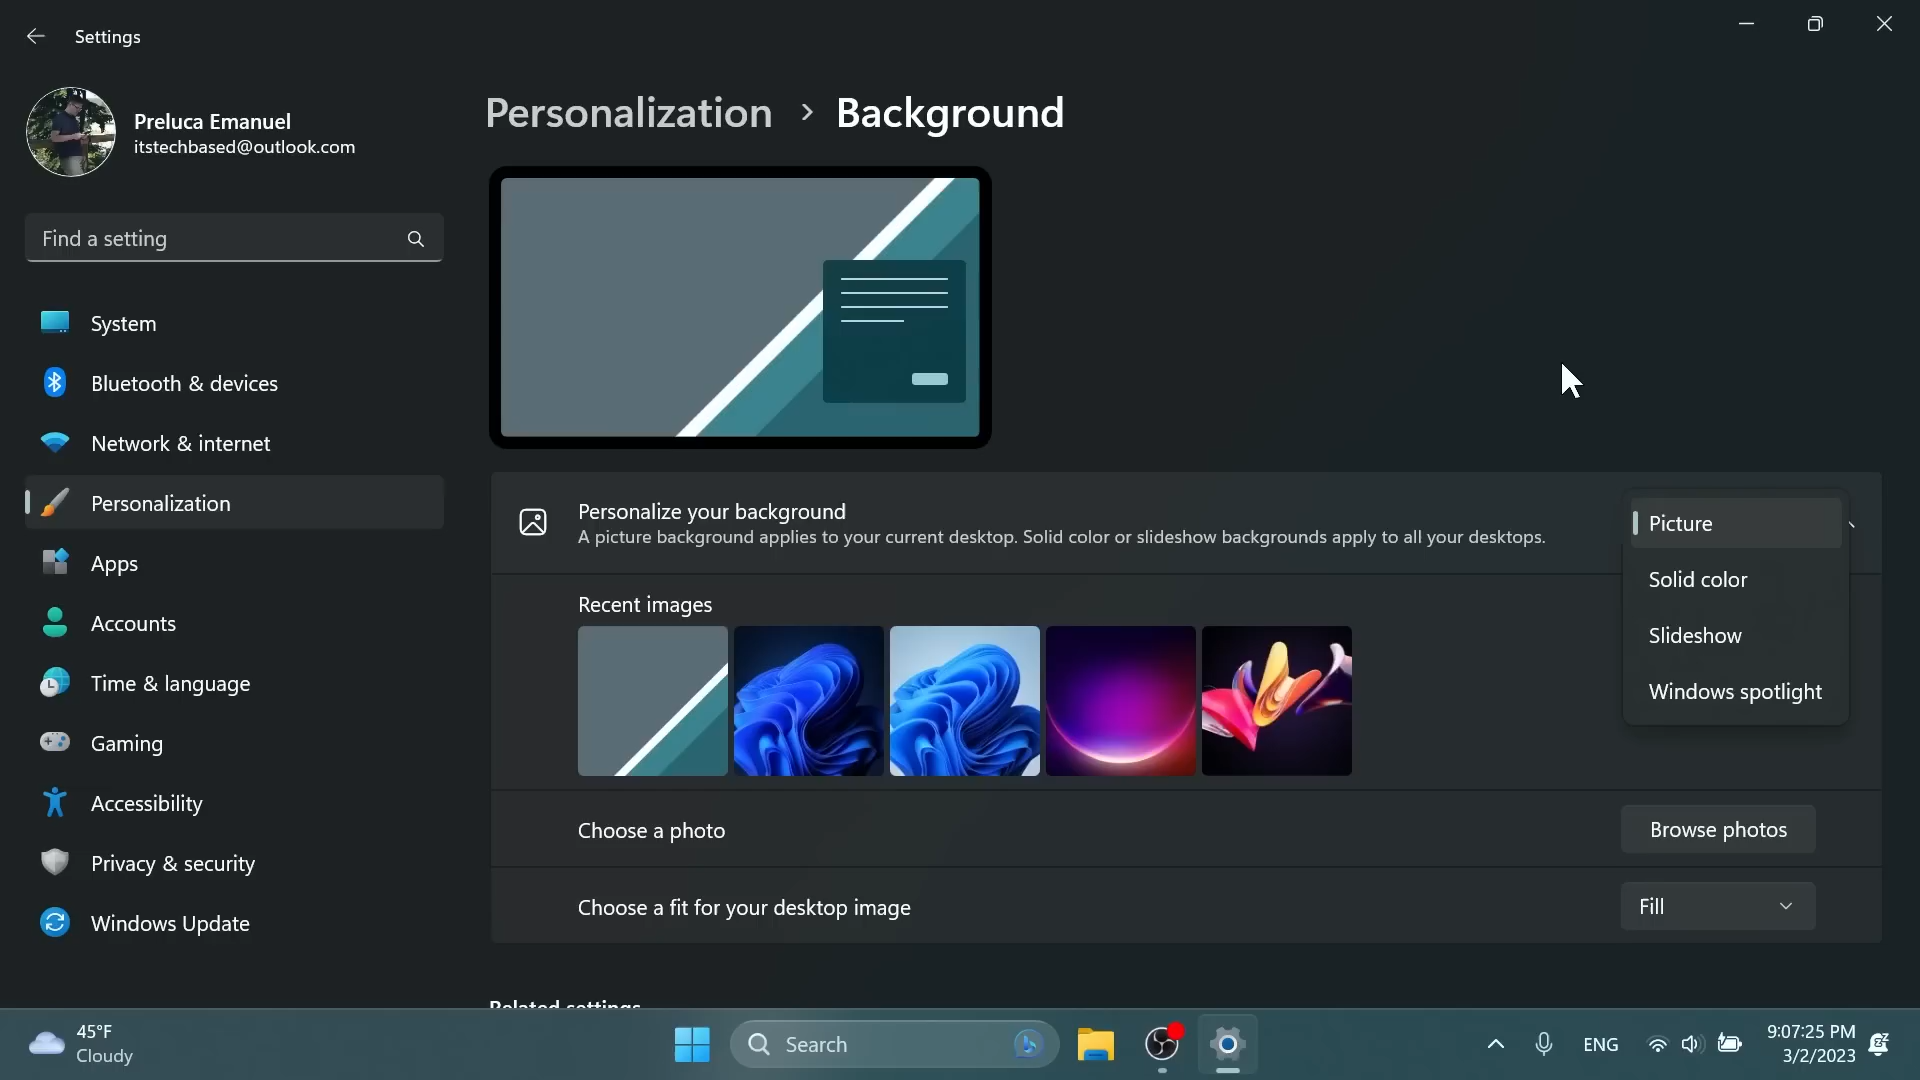 Settings
Preluca Emanuel
itstechbased@outlook.com
Find a setting
System
Bluetooth & devices
Network & internet
Personalization
Apps
Accounts
Time & language
Gaming
Accessibility
Privacy & security
Windows Update
Personalization > Background
Personalize your background
A picture background applies to your current desktop. Solid color or slideshow backgrounds apply to all your desktops.
Picture
Solid color
Slideshow
Windows spotlight
Recent images
Choose a photo
Browse photos
Choose a fit for your desktop image
Fill
Related settings
45°F
Cloudy
Search
ENG
9:07:25 PM
3/2/2023